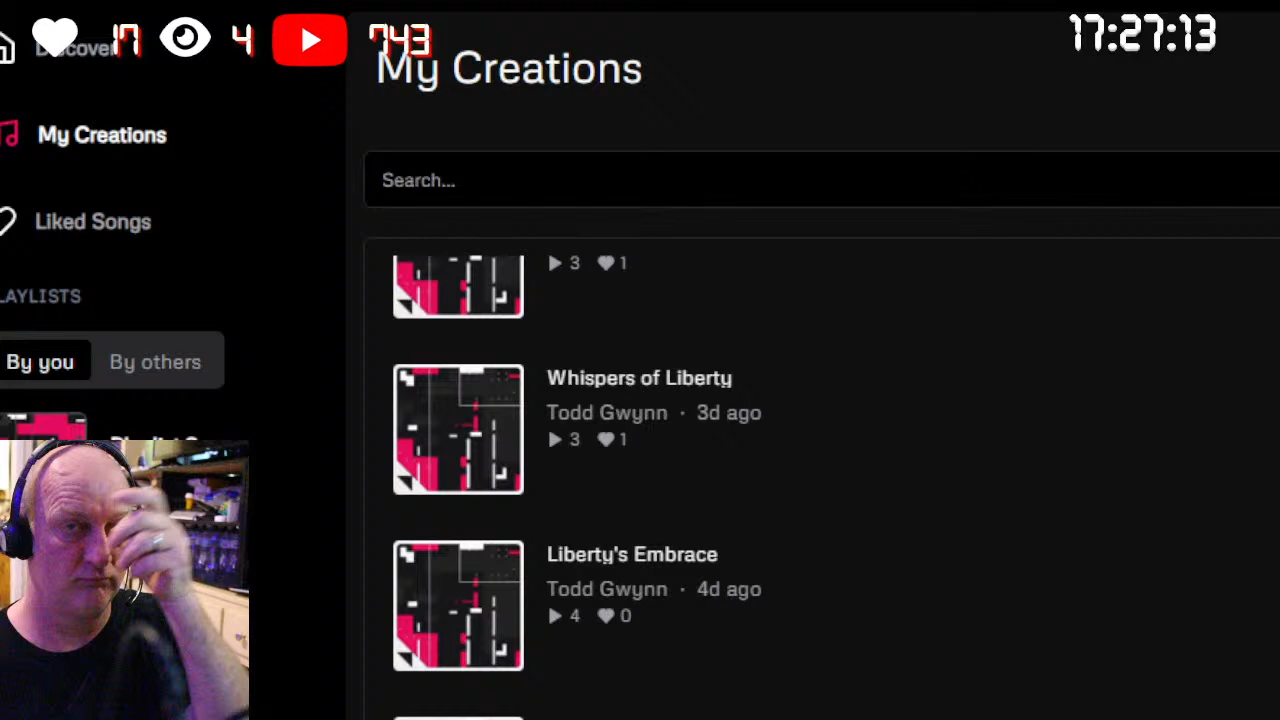 17 4 743 17:27:13
Discover
My Creations
My Creations
Search...
Liked Songs
3 1
LAYLISTS
By you By others
Whispers of Liberty
Todd Gwynn · 3d ago
3 1
Liberty's Embrace
Todd Gwynn · 4d ago
4 0